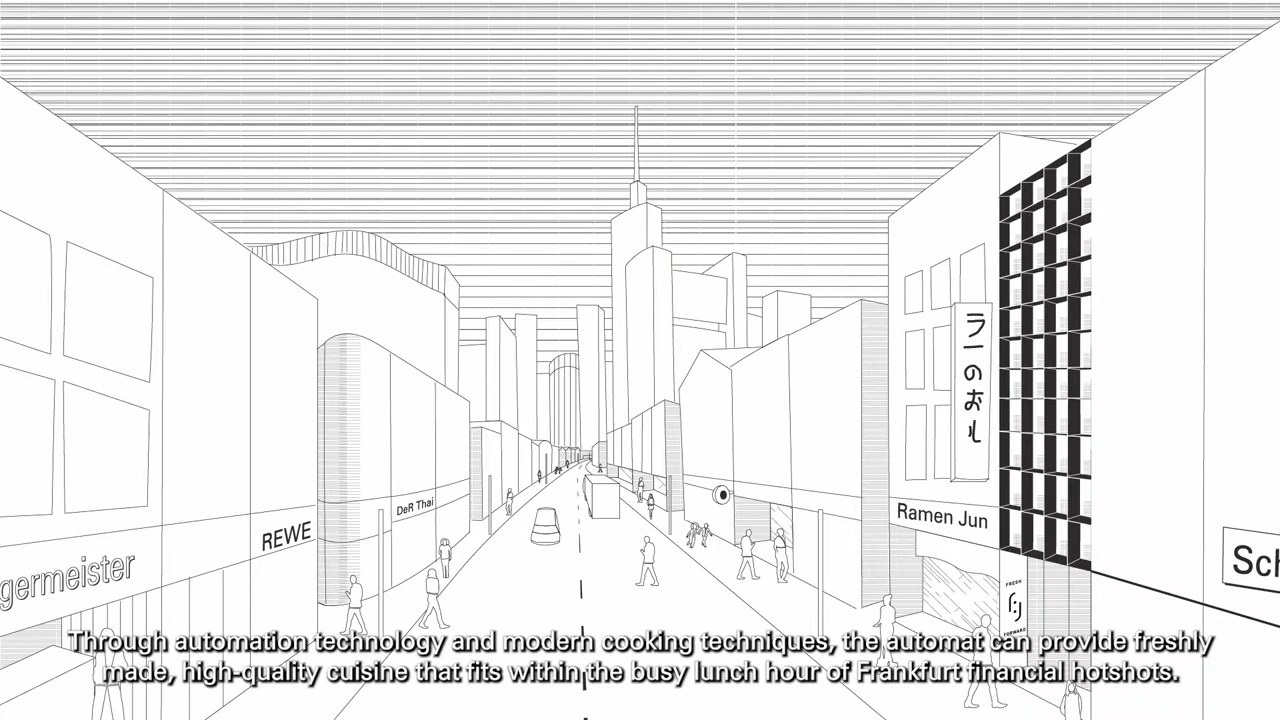 ラーのおル
Ramen Jun
DeR Thai
REWE
germeister
Sch
FRESH
FORWARD
Through automation technology and modern cooking techniques, the automat can provide freshly
made, high-quality cuisine that fits within the busy lunch hour of Frankfurt financial hotshots.